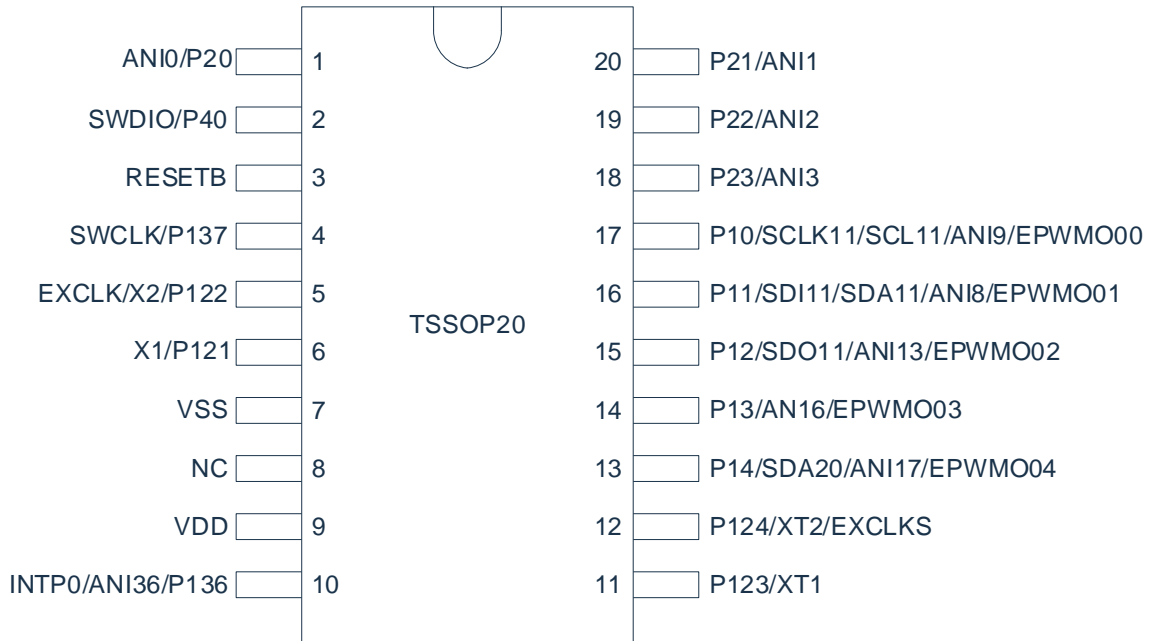 ANI0/P20 1 20 P21/ANI1
SWDIO/P40 2 19 P22/ANI2
RESETB 3 18 P23/ANI3
SWCLK/P137 4 17 P10/SCLK11/SCL11/ANI9/EPWMO00
EXCLK/X2/P122 5 16 P11/SDI11/SDA11/ANI8/EPWMO01
TSSOP20
X1/P121 6 15 P12/SDO11/ANI13/EPWMO02
VSS 7 14 P13/AN16/EPWMO03
NC 8 13 P14/SDA20/ANI17/EPWMO04
VDD 9 12 P124/XT2/EXCLKS
INTP0/ANI36/P136 10 11 P123/XT1